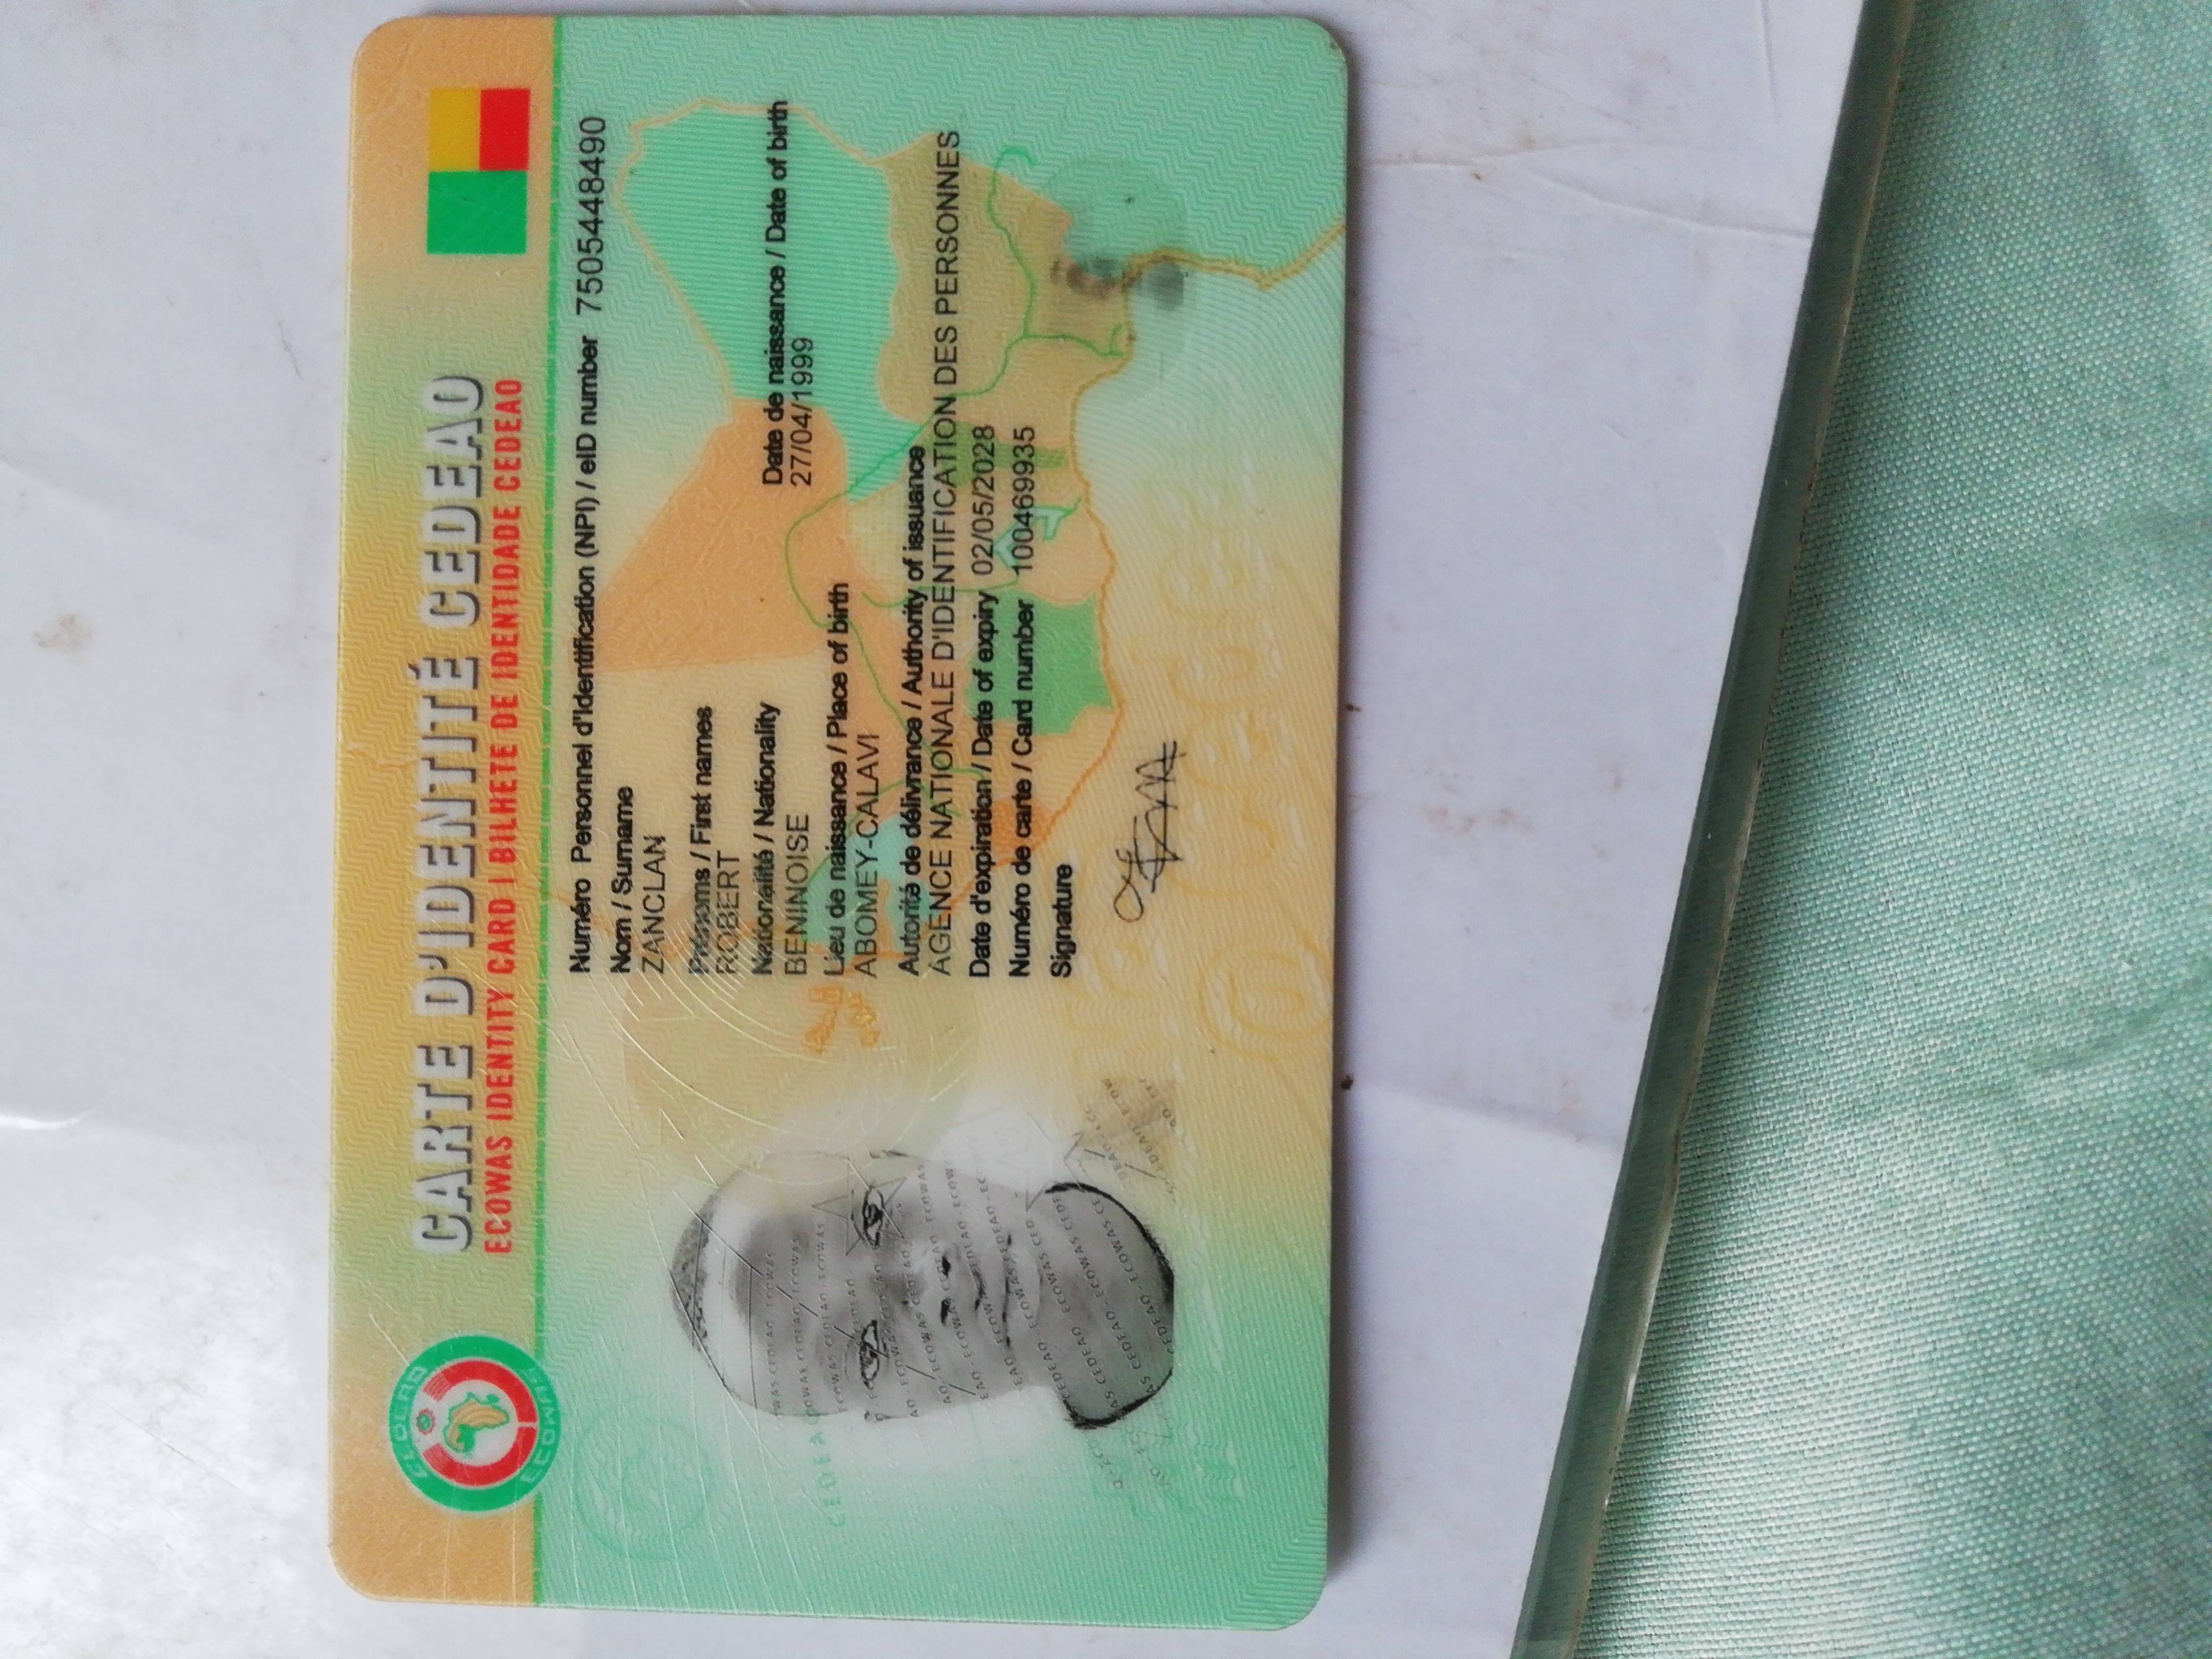 CARTE D'IDENTITÉ CEDEAO
ECOWAS IDENTITY CARD | BILHETE DE IDENTIDADE CEDEAO
Numéro Personnel d'Identification (NPI) / eID number 7505448490
Nom / Surname
ZANCLAN
Prénoms / First names
ROBERT
Nationalité / Nationality
BENINOISE
Date de naissance / Date of birth
27/04/1999
Lieu de naissance / Place of birth
ABOMEY-CALAVI
Autorité de délivrance / Authority of issuance
AGENCE NATIONALE D'IDENTIFICATION DES PERSONNES
Date d'expiration / Date of expiry 02/05/2028
Numéro de carte / Card number 100469935
Signature